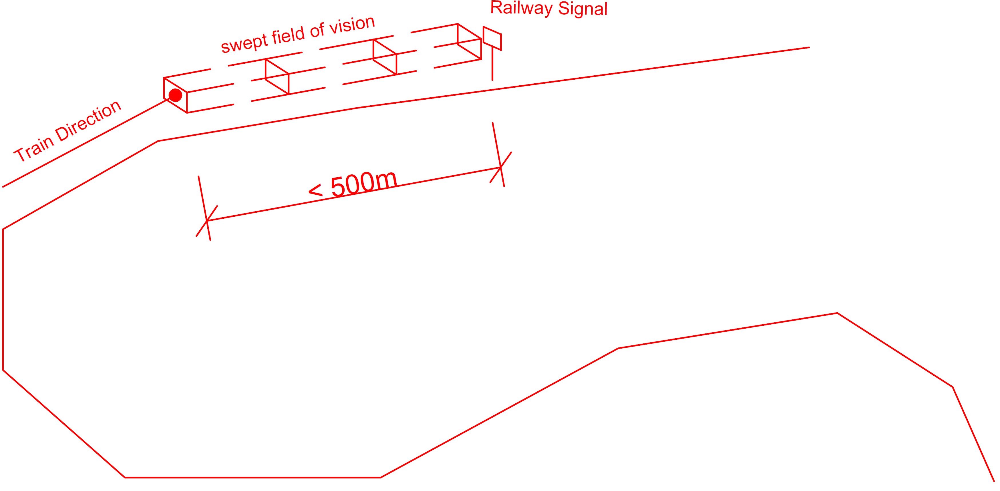 Railway Signal
swept field of vision
Train Direction
< 500m